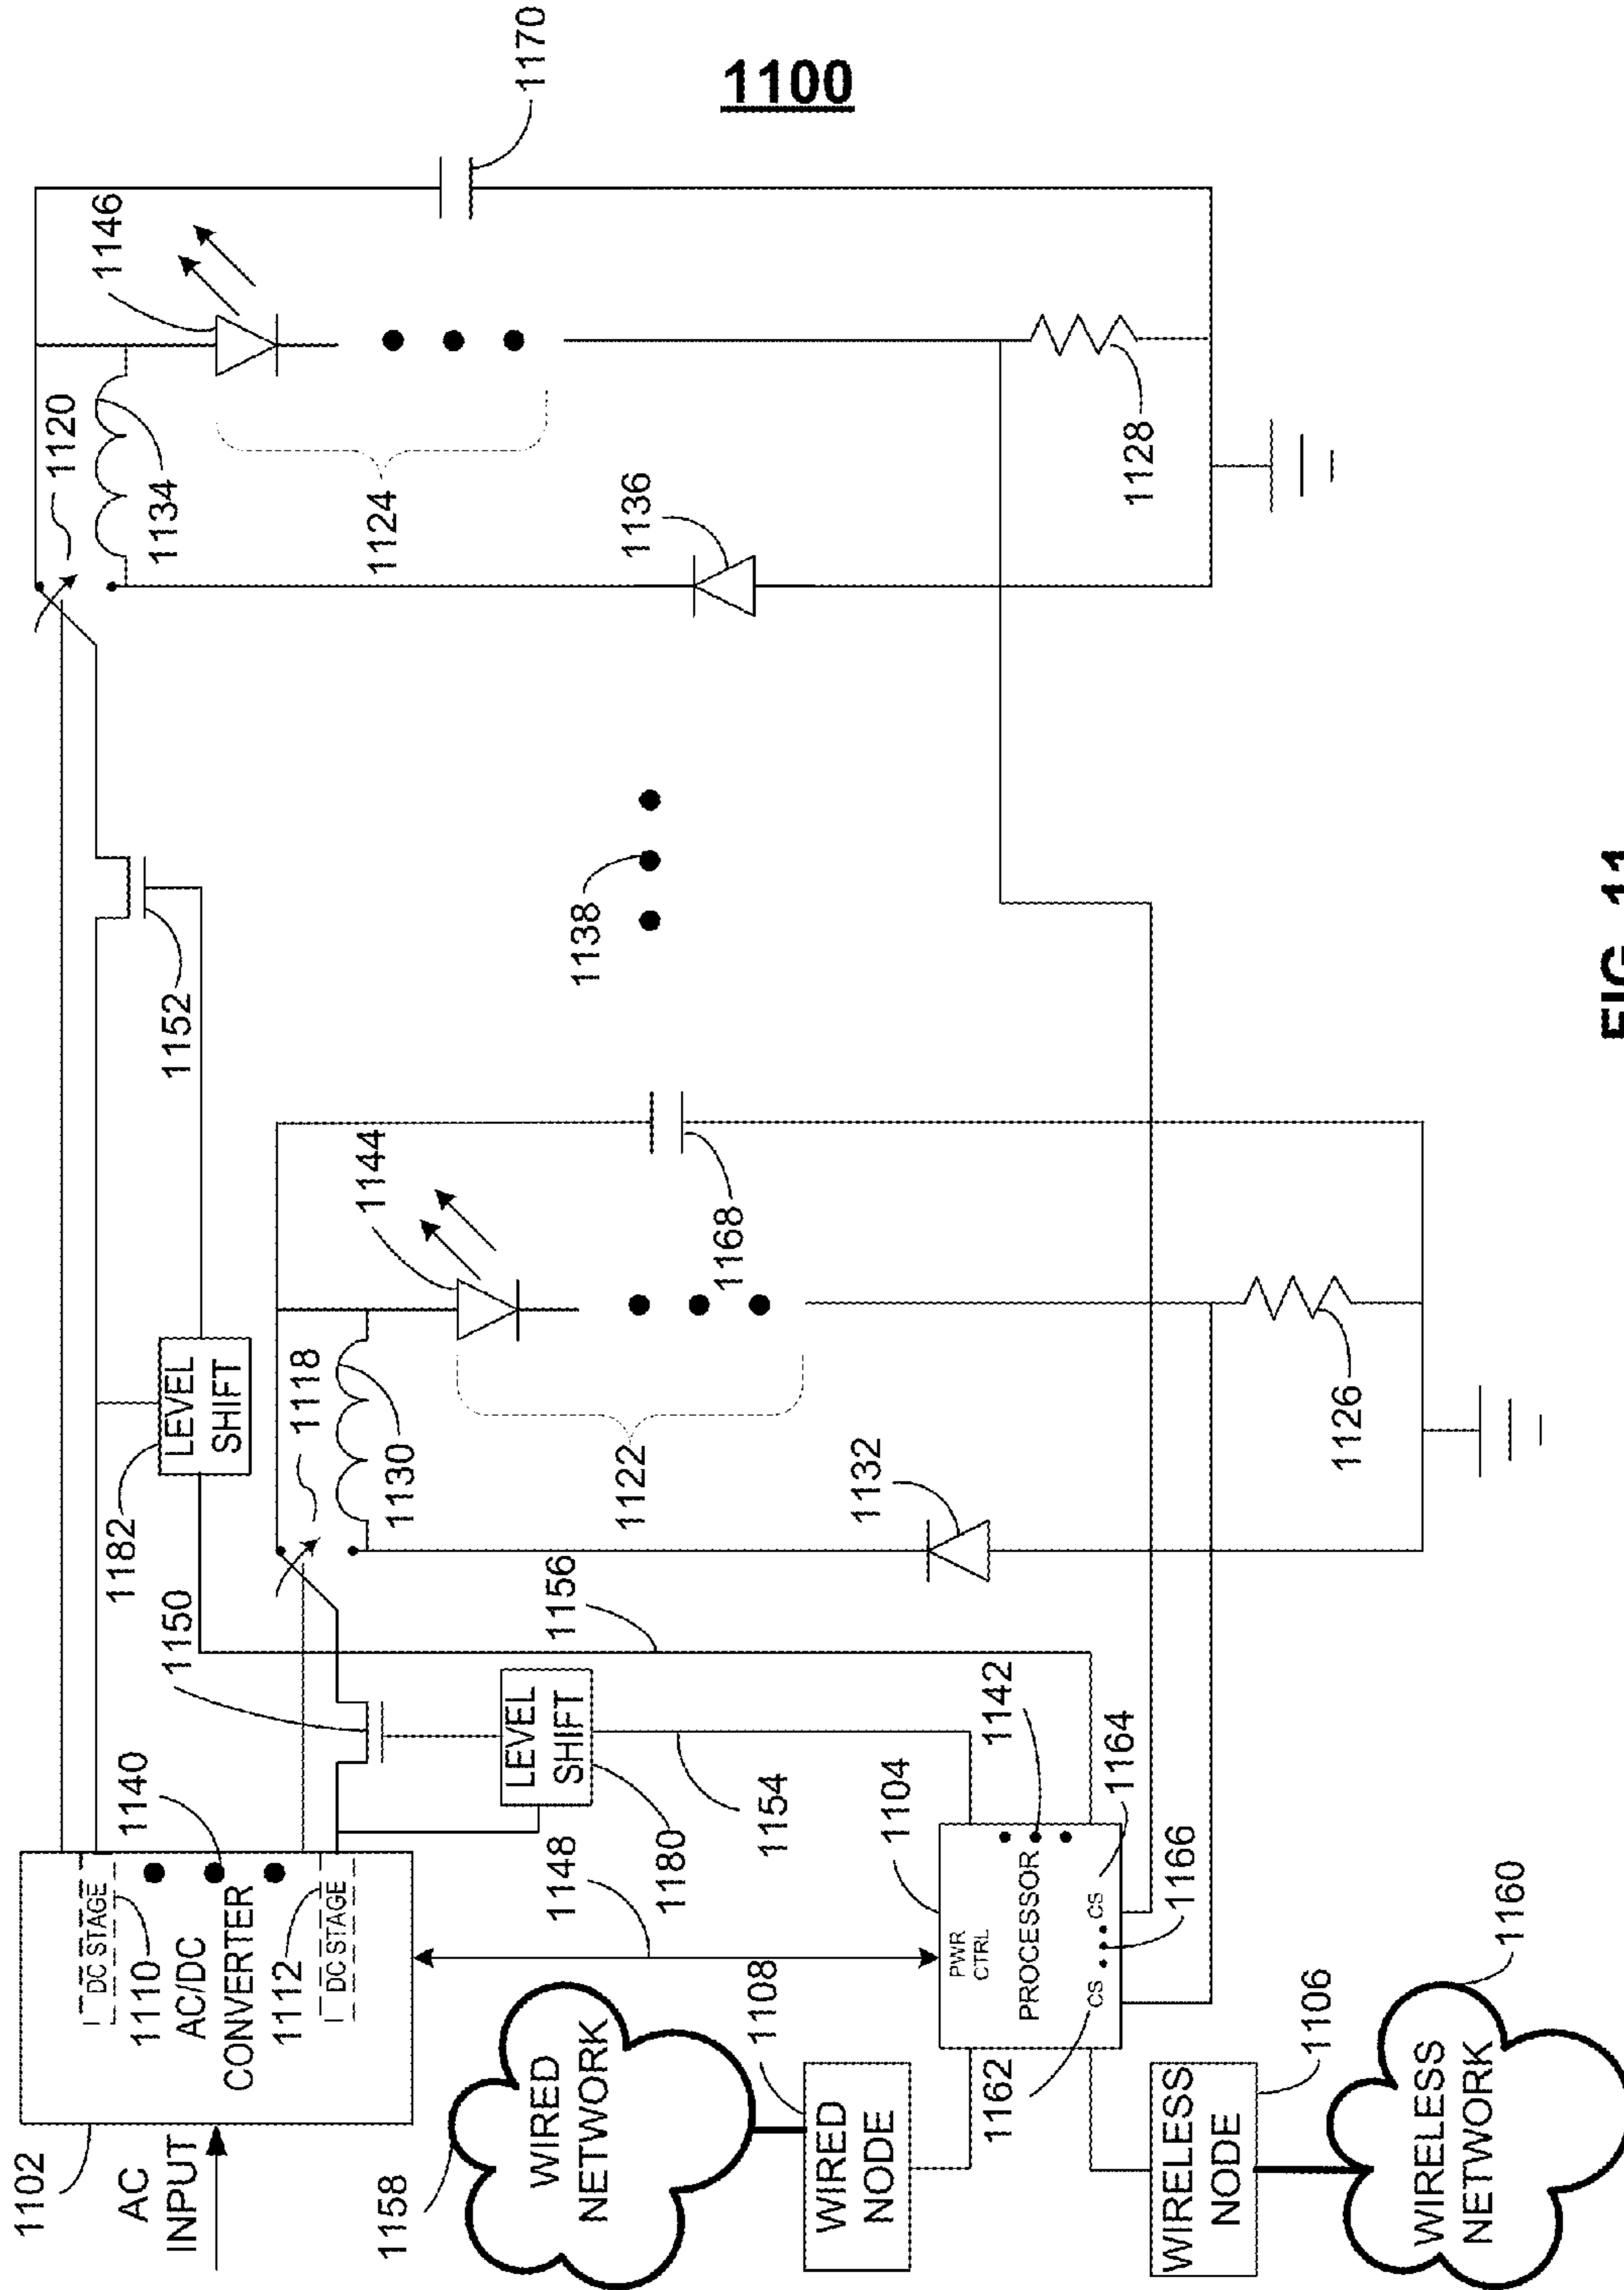 1100
1102
AC
INPUT
DC STAGE
1110
AC/DC
CONVERTER
1140
1112
DC STAGE
1182
LEVEL
SHIFT
1152
1120
1134
1146
1170
1124
1136
1128
1150
1118
1130
1144
1122
1168
1132
1126
1138
1156
LEVEL
SHIFT
1180
1154
1148
1158
WIRED
NETWORK
1108
WIRED
NODE
1104
PWR
CTRL
PROCESSOR
1142
CS
CS
1162
1164
1166
WIRELESS
NODE
1106
WIRELESS
NETWORK
1160
FIG. 11